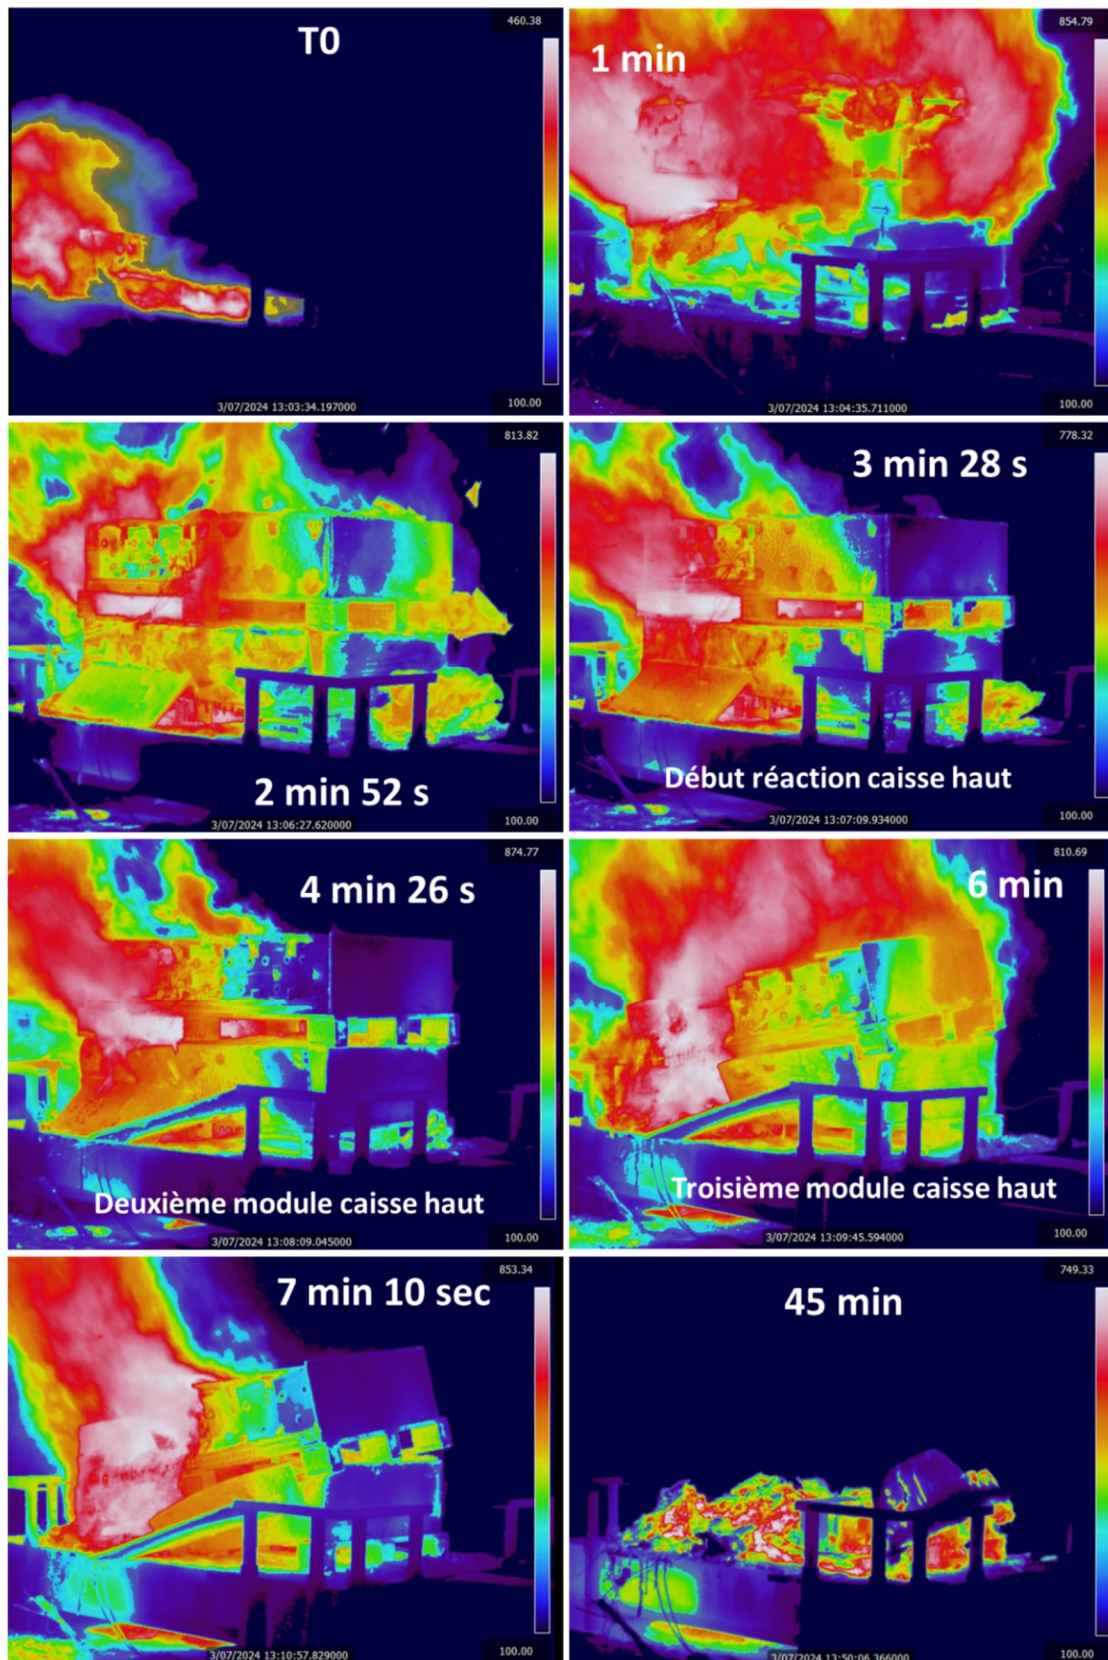 460.38
T0
3/07/2024 13:03:34.197000
100.00
854.79
1 min
3/07/2024 13:04:35.711000
100.00
813.82
2 min 52 s
3/07/2024 13:06:27.620000
100.00
778.32
3 min 28 s
Début réaction caisse haut
3/07/2024 13:07:09.934000
100.00
874.77
4 min 26 s
Deuxième module caisse haut
3/07/2024 13:08:09.045000
100.00
810.69
6 min
Troisième module caisse haut
3/07/2024 13:09:45.594000
100.00
853.34
7 min 10 sec
3/07/2024 13:10:57.829000
100.00
749.33
45 min
3/07/2024 13:50:06.366000
100.00